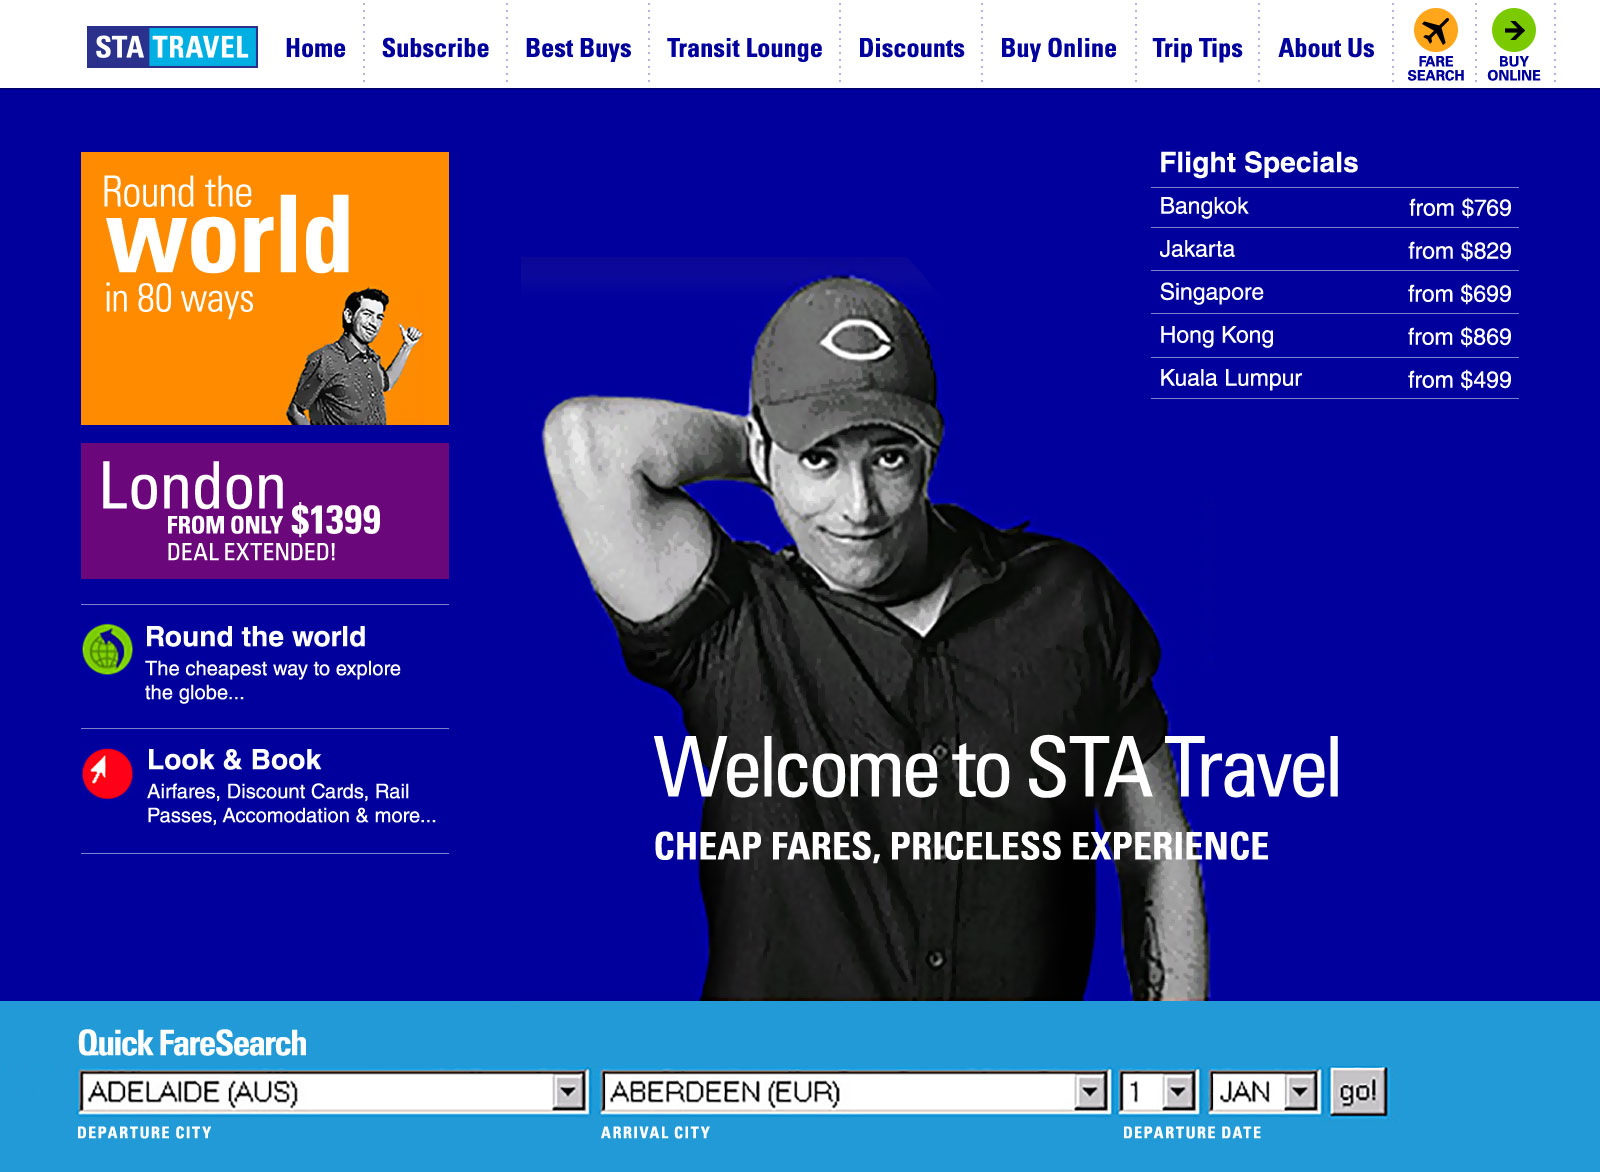 STA TRAVEL
Home
Subscribe
Best Buys
Transit Lounge
Discounts
Buy Online
Trip Tips
About Us
FARE
SEARCH
BUY
ONLINE
Round the
world
in 80 ways
London
FROM ONLY $1399
DEAL EXTENDED!
Round the world
The cheapest way to explore
the globe...
Look & Book
Airfares, Discount Cards, Rail
Passes, Accomodation & more...
Flight Specials
Bangkok from $769
Jakarta from $829
Singapore from $699
Hong Kong from $869
Kuala Lumpur from $499
Welcome to STA Travel
CHEAP FARES, PRICELESS EXPERIENCE
Quick FareSearch
ADELAIDE (AUS) ABERDEEN (EUR) 1 JAN go!
DEPARTURE CITY ARRIVAL CITY DEPARTURE DATE